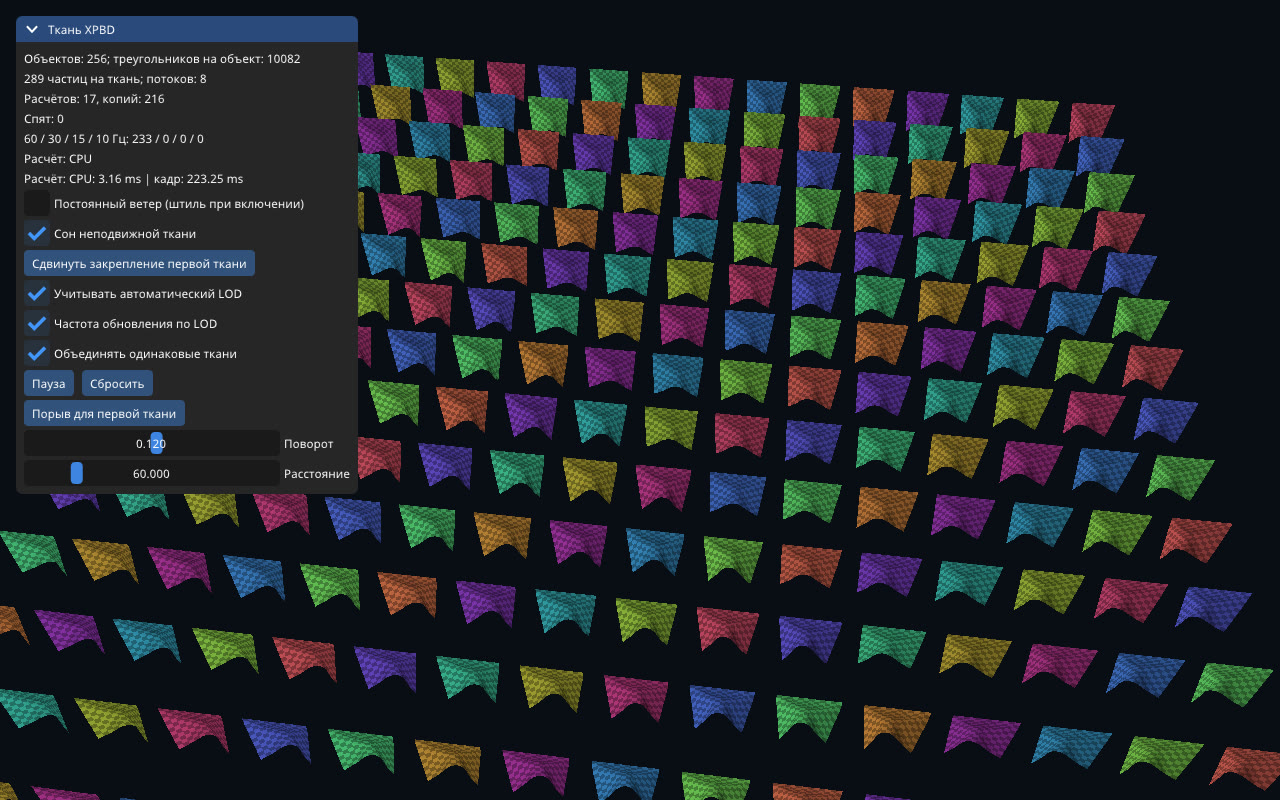 Ткань XPBD
Объектов: 256; треугольников на объект: 10082
289 частиц на ткань; потоков: 8
Расчётов: 17, копий: 216
Спят: 0
60 / 30 / 15 / 10 Гц: 233 / 0 / 0 / 0
Расчёт: CPU
Расчёт: CPU: 3.16 ms | кадр: 223.25 ms
Постоянный ветер (штиль при включении)
Сон неподвижной ткани
Сдвинуть закрепление первой ткани
Учитывать автоматический LOD
Частота обновления по LOD
Объединять одинаковые ткани
Пауза Сбросить
Порыв для первой ткани
0.120 Поворот
60.000 Расстояние